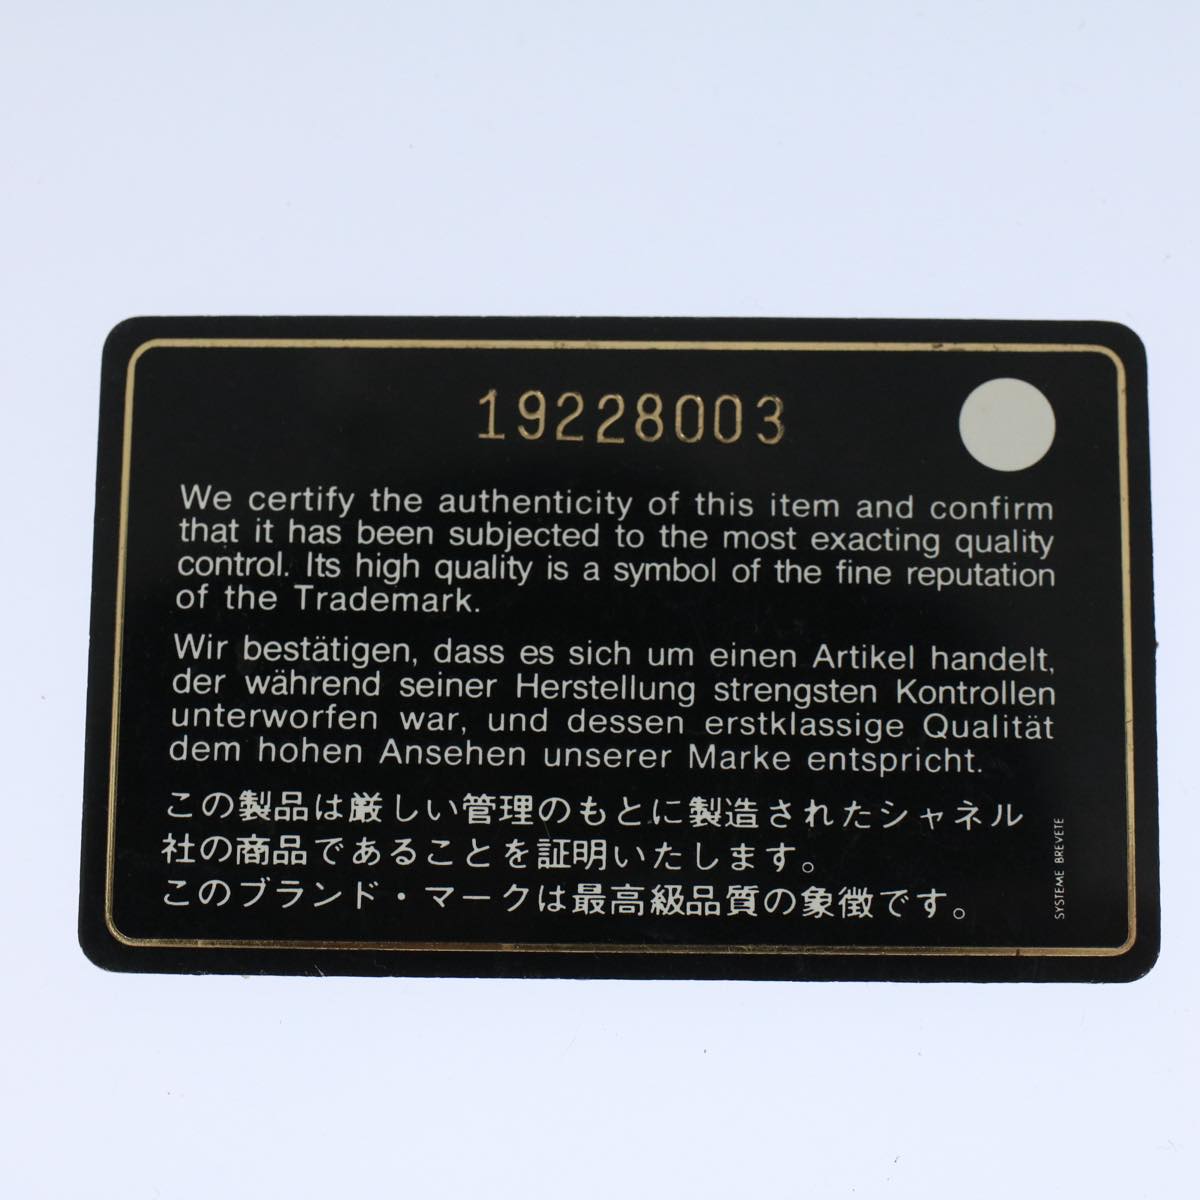 19228003
We certify the authenticity of this item and confirm
that it has been subjected to the most exacting quality
control. Its high quality is a symbol of the fine reputation
of the Trademark.
Wir bestätigen, dass es sich um einen Artikel handelt,
der während seiner Herstellung strengsten Kontrollen
unterworfen war, und dessen erstklassige Qualität
dem hohen Ansehen unserer Marke entspricht.
この製品は厳しい管理のもとに製造されたシャネル
社の商品であることを証明いたします。
このブランド・マークは最高級品質の象徴です。
SYSTEME BREVETE